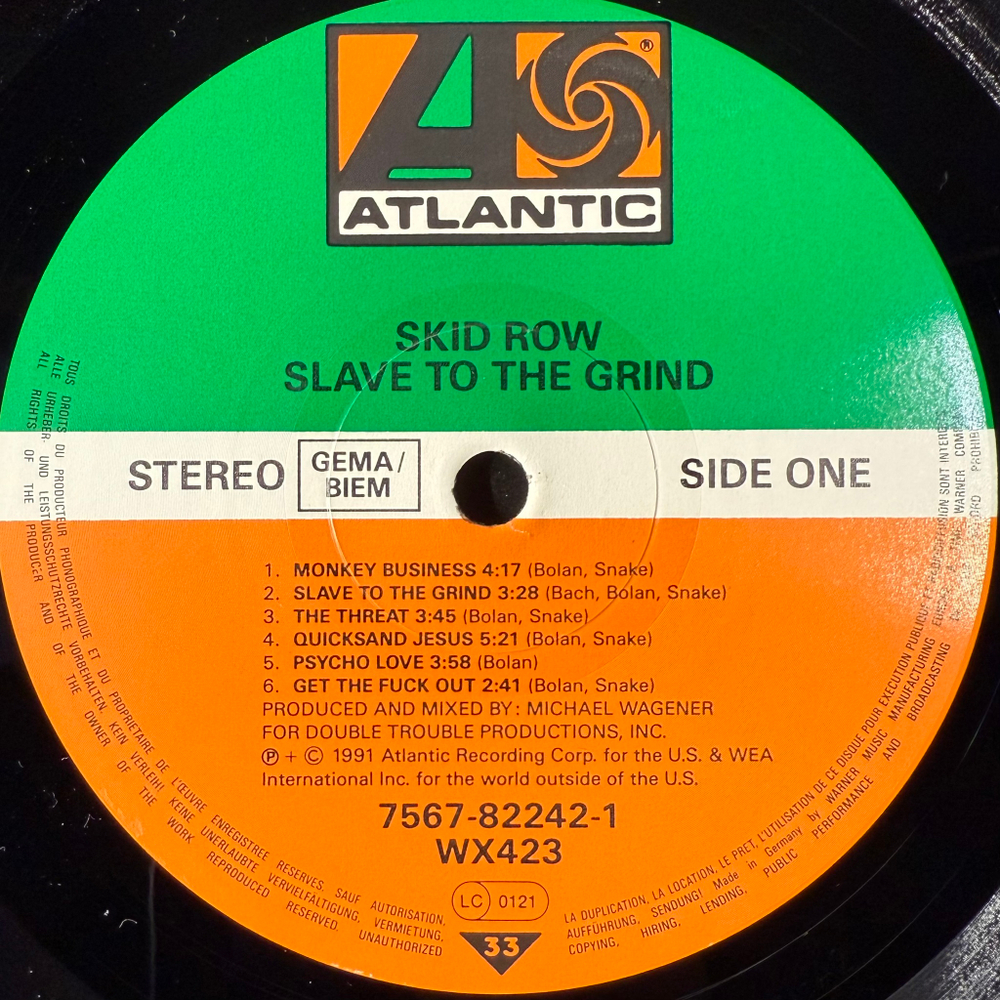 ATLANTIC
®
SKID ROW
SLAVE TO THE GRIND
STEREO
GEMA/
BIEM
SIDE ONE
1. MONKEY BUSINESS 4:17 (Bolan, Snake)
2. SLAVE TO THE GRIND 3:28 (Bach, Bolan, Snake)
3. THE THREAT 3:45 (Bolan, Snake)
4. QUICKSAND JESUS 5:21 (Bolan, Snake)
5. PSYCHO LOVE 3:58 (Bolan)
6. GET THE FUCK OUT 2:41 (Bolan, Snake)
PRODUCED AND MIXED BY: MICHAEL WAGENER
FOR DOUBLE TROUBLE PRODUCTIONS, INC.
℗ + © 1991 Atlantic Recording Corp. for the U.S. & WEA
International Inc. for the world outside of the U.S.
7567-82242-1
WX423
LC 0121
33
TOUS DROITS DU PRODUCTEUR PHONOGRAPHIQUE ET DU PROPRIETAIRE DE L'ŒUVRE ENREGISTREE RESERVES. SAUF AUTORISATION,
ALLE URHEBER- UND LEISTUNGSSCHUTZRECHTE VORBEHALTEN. KEIN VERLEIH! KEINE UNERLAUBTE VERVIELFÄLTIGUNG, VERMIETUNG,
ALL RIGHTS OF THE PRODUCER AND OF THE OWNER OF THE WORK REPRODUCED RESERVED. UNAUTHORIZED
LA DUPLICATION, LA LOCATION, LE PRET, L'UTILISATION DE CE DISQUE POUR EXECUTION PUBLIQUE SONT
AUFFÜHRUNG, SENDUNG! Made in Germany by WARNER MUSIC MANUFACTURING WARNER
COPYING, HIRING, LENDING, PUBLIC PERFORMANCE AND BROADCASTING